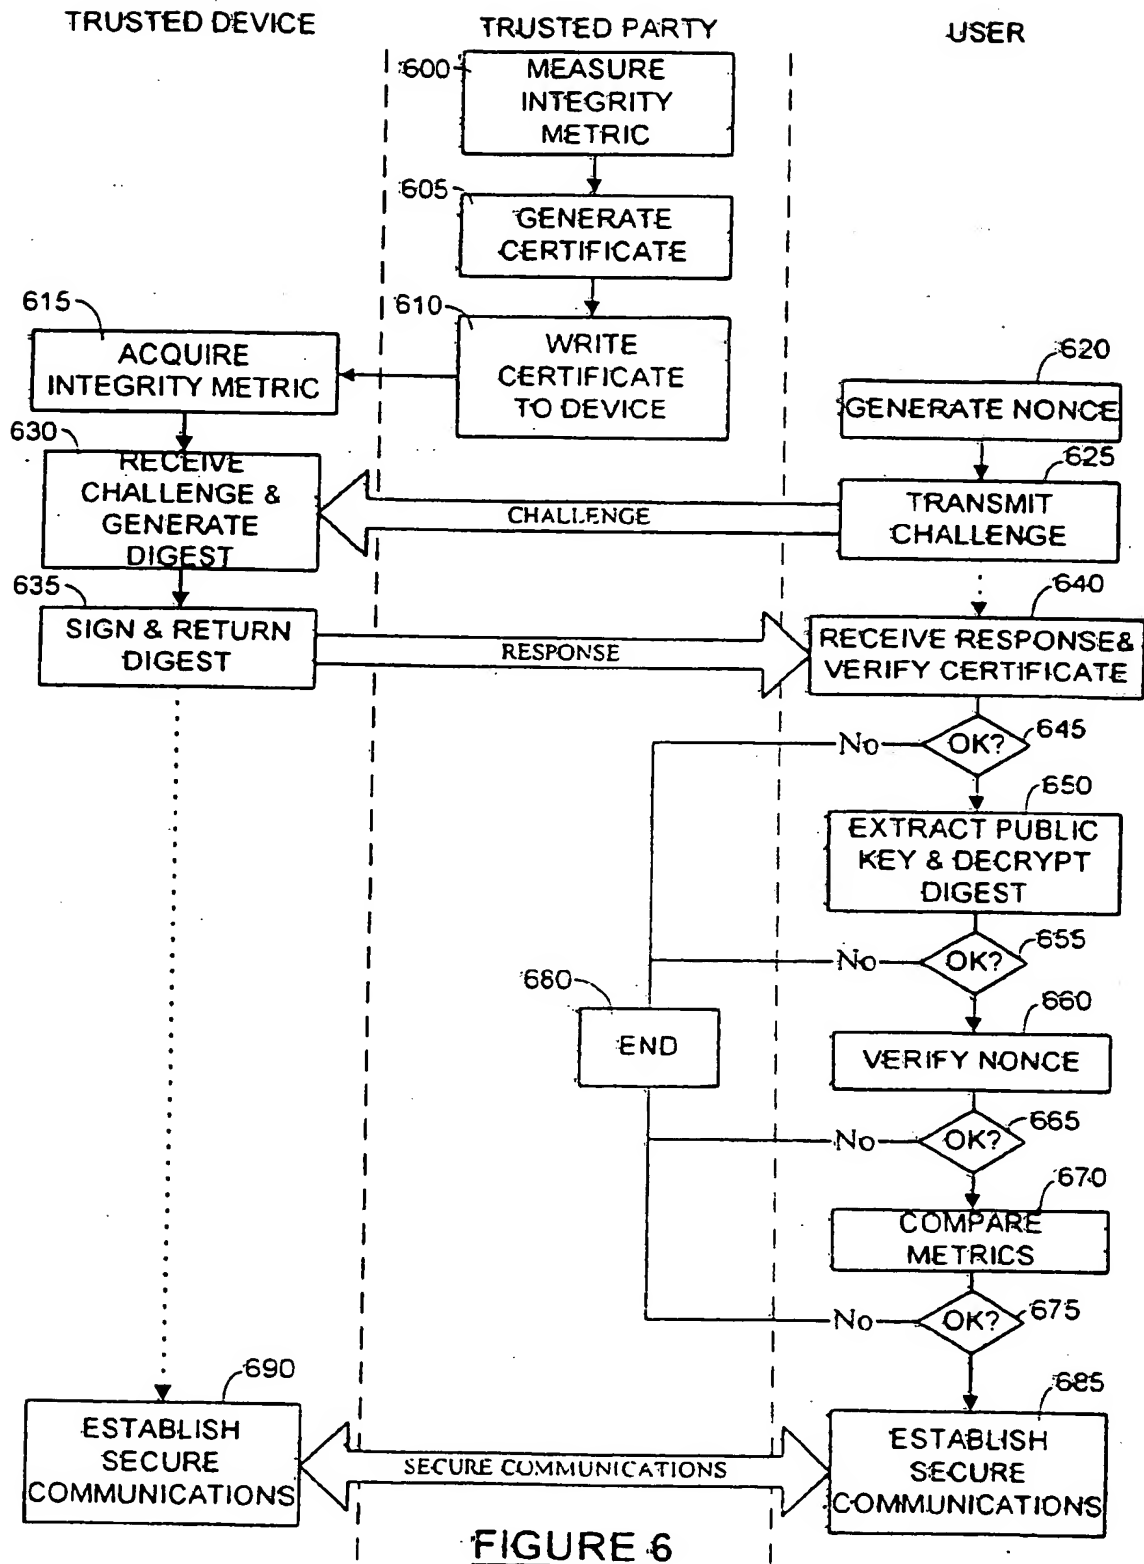 TRUSTED DEVICE
TRUSTED PARTY
USER
600
MEASURE
INTEGRITY
METRIC
605
GENERATE
CERTIFICATE
610
WRITE
CERTIFICATE
TO DEVICE
615
ACQUIRE
INTEGRITY METRIC
620
GENERATE NONCE
625
TRANSMIT
CHALLENGE
CHALLENGE
630
RECEIVE
CHALLENGE &
GENERATE
DIGEST
635
SIGN & RETURN
DIGEST
RESPONSE
640
RECEIVE RESPONSE&
VERIFY CERTIFICATE
645
OK?
No
650
EXTRACT PUBLIC
KEY & DECRYPT
DIGEST
655
OK?
No
680
END
660
VERIFY NONCE
665
OK?
No
670
COMPARE
METRICS
675
OK?
No
690
ESTABLISH
SECURE
COMMUNICATIONS
SECURE COMMUNICATIONS
685
ESTABLISH
SECURE
COMMUNICATIONS
FIGURE 6